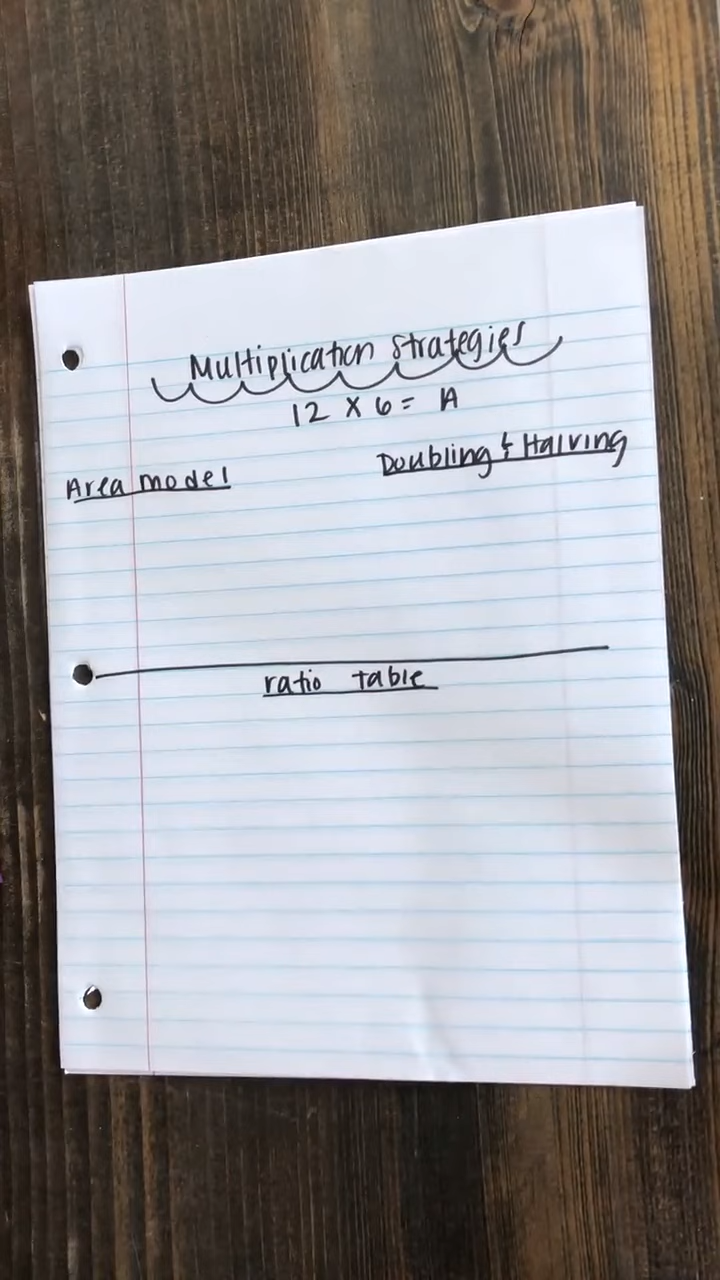 Multiplication Strategies
12 x 6 = A
Area model
Doubling & Halving
ratio table